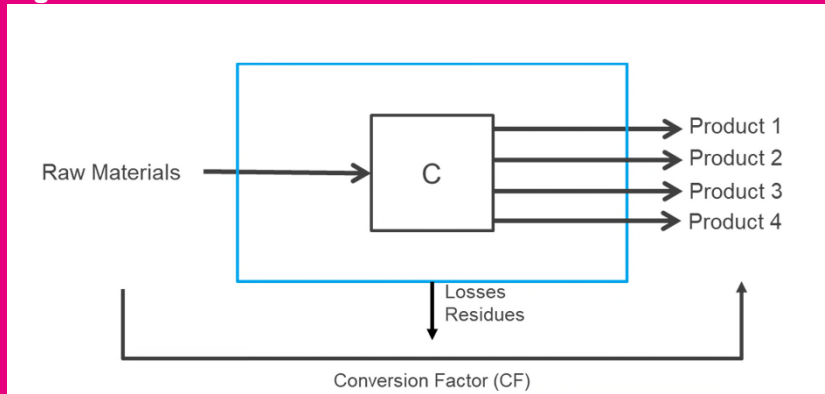 Raw Materials
C
Product 1
Product 2
Product 3
Product 4
Losses
Residues
Conversion Factor (CF)